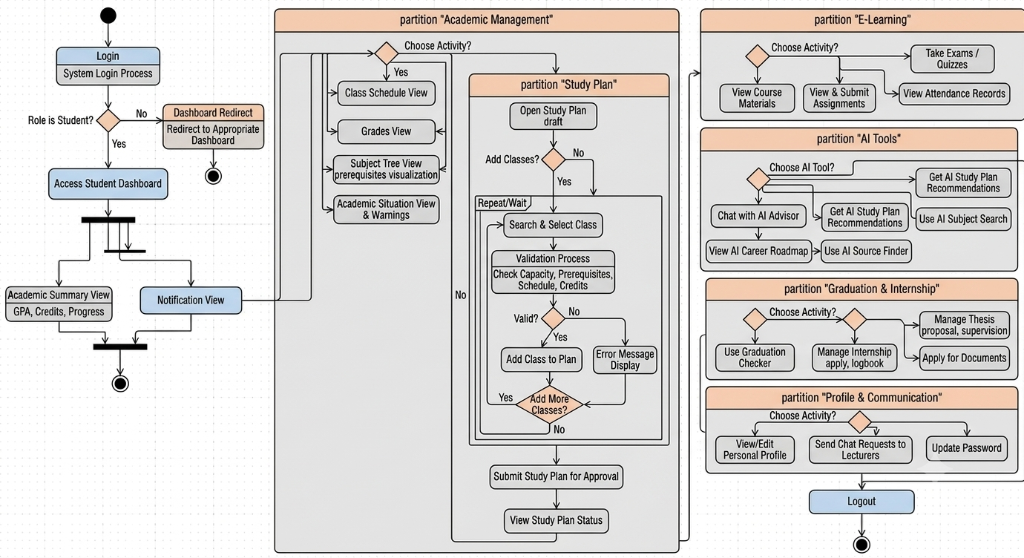 Login
System Login Process
Role is Student?
No
Yes
Dashboard Redirect
Redirect to Appropriate
Dashboard
Access Student Dashboard
Academic Summary View
GPA, Credits, Progress
Notification View
partition "Academic Management"
Choose Activity?
Yes
Class Schedule View
Grades View
Subject Tree View
prerequisites visualization
Academic Situation View
& Warnings
No
partition "Study Plan"
Open Study Plan
draft
Add Classes?
No
Yes
Repeat/Wait
Search & Select Class
Validation Process
Check Capacity, Prerequisites,
Schedule, Credits
Valid?
No
Yes
Add Class to Plan
Error Message
Display
Yes
Add More
Classes?
No
Submit Study Plan for Approval
View Study Plan Status
partition "E-Learning"
Choose Activity?
Take Exams /
Quizzes
View Course
Materials
View & Submit
Assignments
View Attendance Records
partition "AI Tools"
Choose AI Tool?
Get AI Study Plan
Recommendations
Chat with AI Advisor
Get AI Study Plan
Recommendations
Use AI Subject Search
View AI Career Roadmap
Use AI Source Finder
partition "Graduation & Internship"
Choose Activity?
Manage Thesis
proposal, supervision
Use Graduation
Checker
Manage Internship
apply, logbook
Apply for Documents
partition "Profile & Communication"
Choose Activity?
View/Edit
Personal Profile
Send Chat Requests to
Lecturers
Update Password
Logout